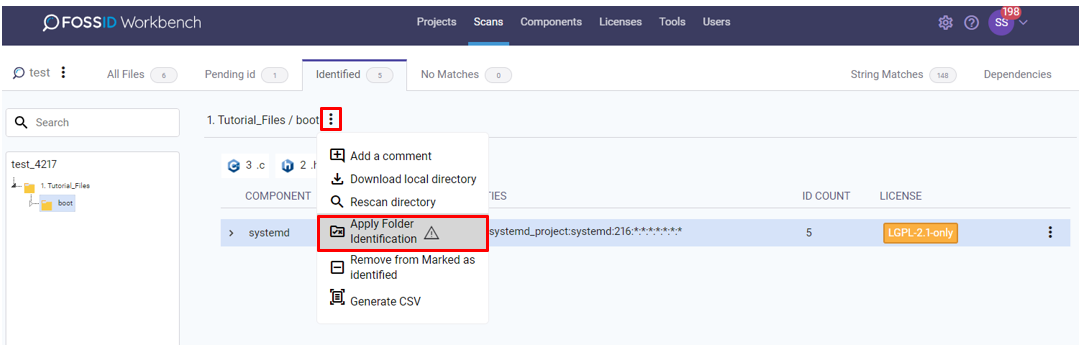 FOSSID Workbench
Projects Scans Components Licenses Tools Users
198
SS
test All Files 6 Pending id 1 Identified 5 No Matches 0 String Matches 148 Dependencies
Search
1. Tutorial_Files / boot
test_4217
1. Tutorial_Files
boot
3 .c 2 .h
Add a comment
Download local directory
Rescan directory
Apply Folder
Identification
Remove from Marked as
identified
Generate CSV
COMPONENT TIES ID COUNT LICENSE
systemd systemd_project:systemd:216:*:*:*:*:*:*:* 5 LGPL-2.1-only